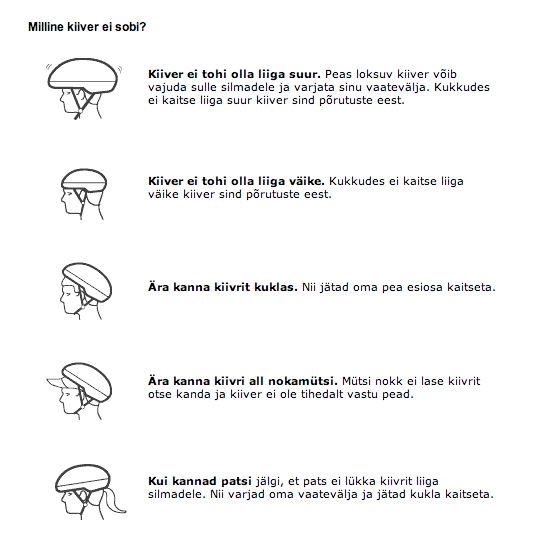 Milline kiiver ei sobi?
Kiiver ei tohi olla liiga suur. Peas loksuv kiiver võib
vajuda sulle silmadele ja varjata sinu vaatevälja. Kukkudes
ei kaitse liiga suur kiiver sind põrutuste eest.
Kiiver ei tohi olla liiga väike. Kukkudes ei kaitse liiga
väike kiiver sind põrutuste eest.
Ära kanna kiivrit kuklas. Nii jätad oma pea esiosa kaitseta.
Ära kanna kiivri all nokamütsi. Mütsi nokk ei lase kiivrit
otse kanda ja kiiver ei ole tihedalt vastu pead.
Kui kannad patsi jälgi, et pats ei lükka kiivrit liiga
silmadele. Nii varjad oma vaatevälja ja jätad kukla kaitseta.